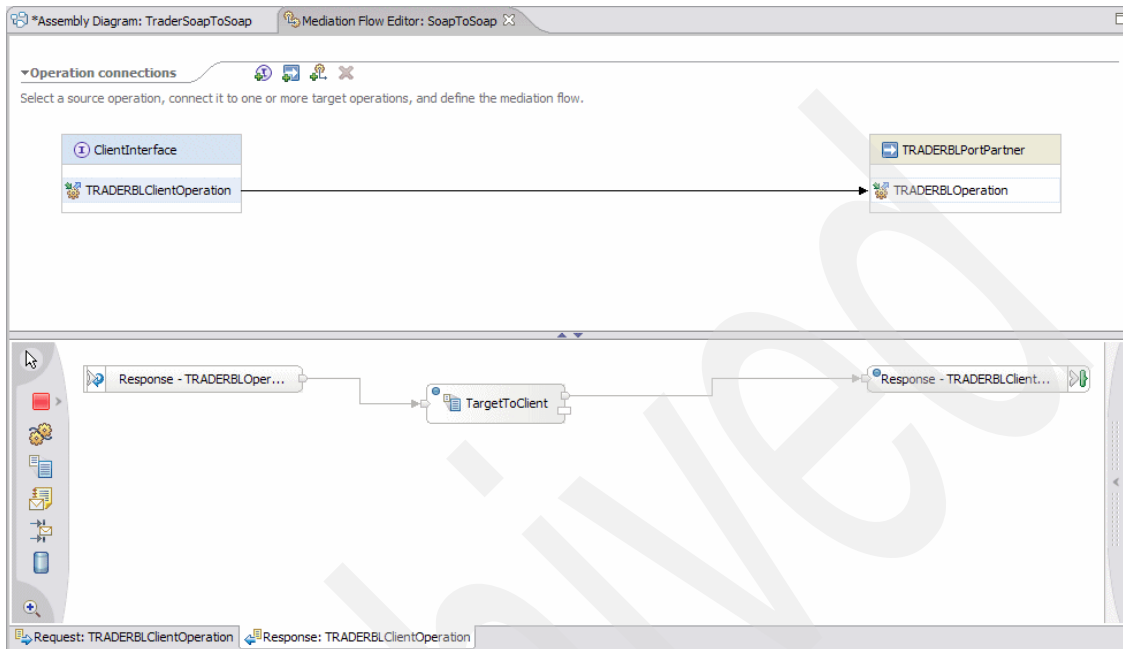 *Assembly Diagram: TraderSoapToSoap
Mediation Flow Editor: SoapToSoap
Operation connections
Select a source operation, connect it to one or more target operations, and define the mediation flow.
ClientInterface
TRADERBLPortPartner
TRADERBLClientOperation
TRADERBLOperation
Response - TRADERBLOper...
Response - TRADERBLClient...
TargetToClient
Request: TRADERBLClientOperation
Response: TRADERBLClientOperation
hived